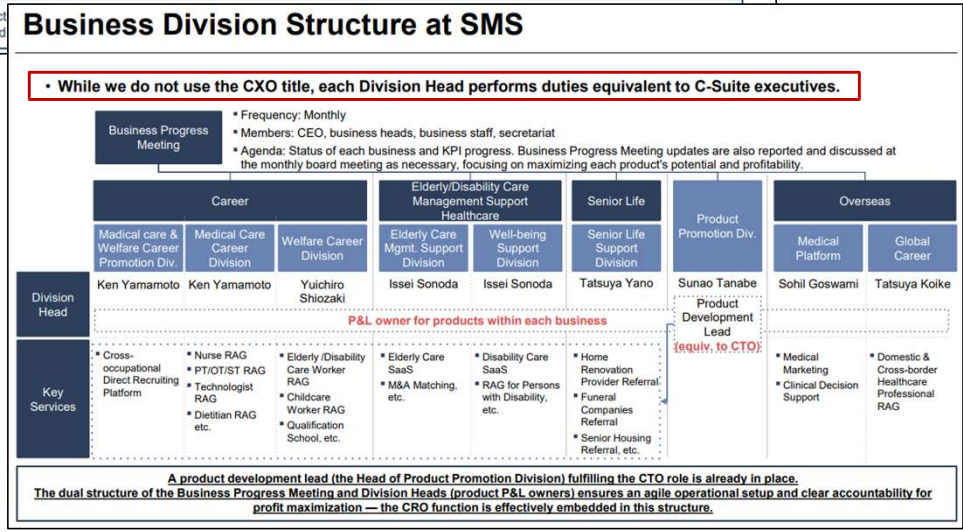 ct
d
Business Division Structure at SMS
• While we do not use the CXO title, each Division Head performs duties equivalent to C-Suite executives.
Business Progress
Meeting
▪ Frequency: Monthly
▪ Members: CEO, business heads, business staff, secretariat
▪ Agenda: Status of each business and KPI progress. Business Progress Meeting updates are also reported and discussed at
the monthly board meeting as necessary, focusing on maximizing each product's potential and profitability.
Career
Elderly/Disability Care
Management Support
Healthcare
Senior Life
Product
Promotion Div.
Overseas
Madical care &
Welfare Career
Promotion Div.
Medical Care
Career
Division
Welfare Career
Division
Elderly Care
Mgmt. Support
Division
Well-being
Support
Division
Senior Life
Support
Division
Medical
Platform
Global
Career
Division
Head
Ken Yamamoto
Ken Yamamoto
Yuichiro
Shiozaki
Issei Sonoda
Issei Sonoda
Tatsuya Yano
Sunao Tanabe
Sohil Goswami
Tatsuya Koike
Product
Development
Lead
(equiv. to CTO)
P&L owner for products within each business
Key
Services
▪ Cross-
occupational
Direct Recruiting
Platform
▪ Nurse RAG
▪ PT/OT/ST RAG
▪ Technologist
RAG
▪ Dietitian RAG
etc.
▪ Elderly /Disability
Care Worker
RAG
▪ Childcare
Worker RAG
▪ Qualification
School, etc.
▪ Elderly Care
SaaS
▪ M&A Matching,
etc.
▪ Disability Care
SaaS
▪ RAG for Persons
with Disability,
etc.
▪ Home
Renovation
Provider Referral
▪ Funeral
Companies
Referral
▪ Senior Housing
Referral, etc.
▪ Medical
Marketing
▪ Clinical Decision
Support
▪ Domestic &
Cross-border
Healthcare
Professional
RAG
A product development lead (the Head of Product Promotion Division) fulfilling the CTO role is already in place.
The dual structure of the Business Progress Meeting and Division Heads (product P&L owners) ensures an agile operational setup and clear accountability for
profit maximization — the CRO function is effectively embedded in this structure.